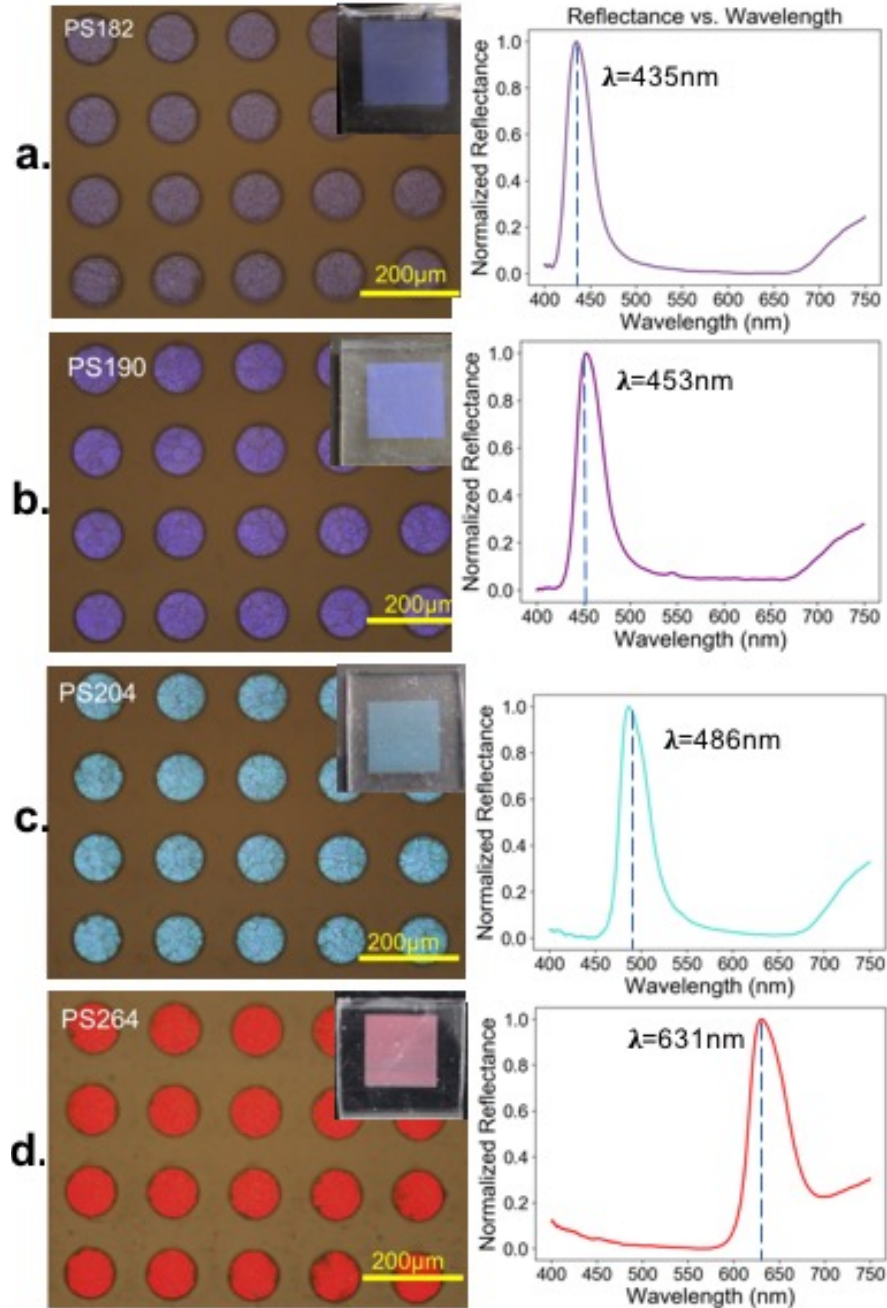 PS182
a.
200µm
Reflectance vs. Wavelength
λ=435nm
Normalized Reflectance
1.0
0.8
0.6
0.4
0.2
0.0
400 450 500 550 600 650 700 750
Wavelength (nm)
PS190
b.
200µm
λ=453nm
Normalized Reflectance
1.0
0.8
0.6
0.4
0.2
0.0
400 450 500 550 600 650 700 750
Wavelength (nm)
PS204
c.
200µm
λ=486nm
Normalized Reflectance
1.0
0.8
0.6
0.4
0.2
0.0
400 450 500 550 600 650 700 750
Wavelength (nm)
PS264
d.
200µm
λ=631nm
Normalized Reflectance
1.0
0.8
0.6
0.4
0.2
0.0
400 450 500 550 600 650 700 750
Wavelength (nm)